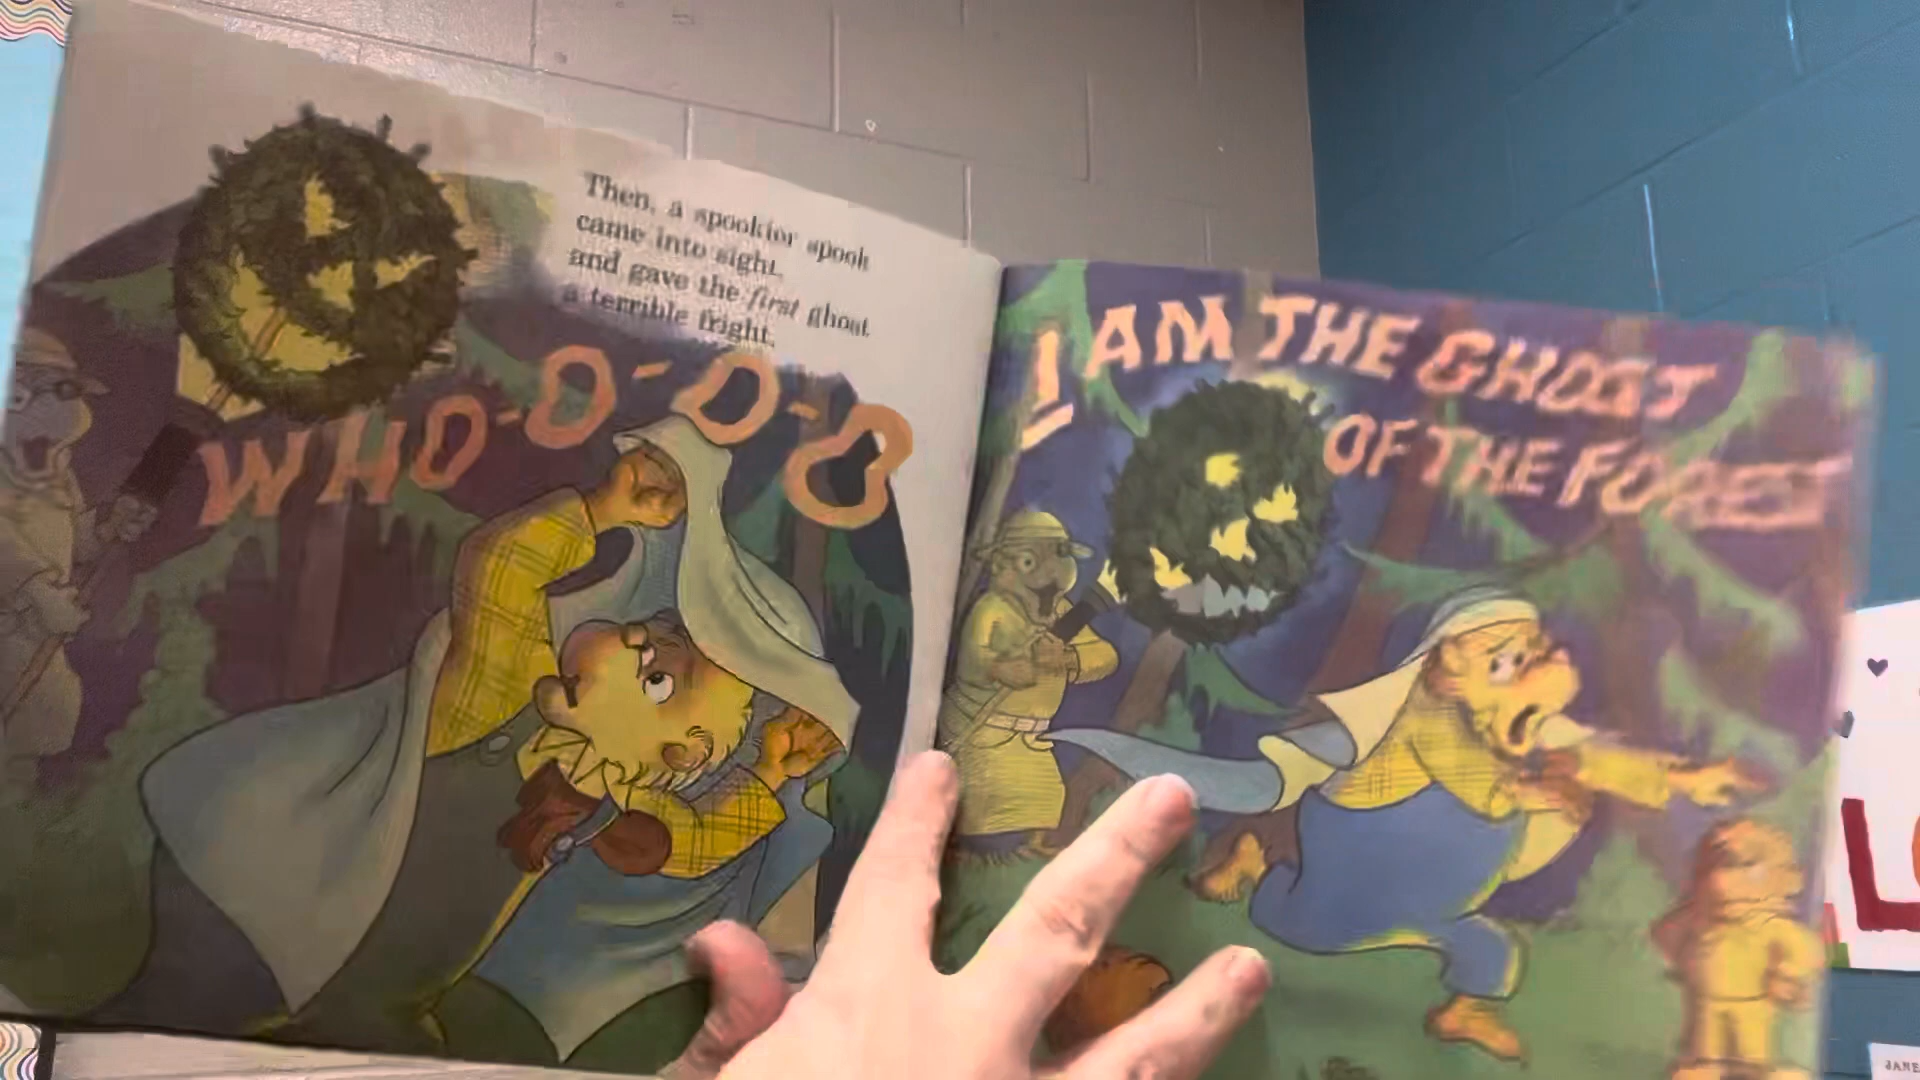 Then, a spookier spook
came into sight,
and gave the first ghost
a terrible fright.
WHO-O-O-O
I AM THE GHOST
OF THE FOREST
JANE